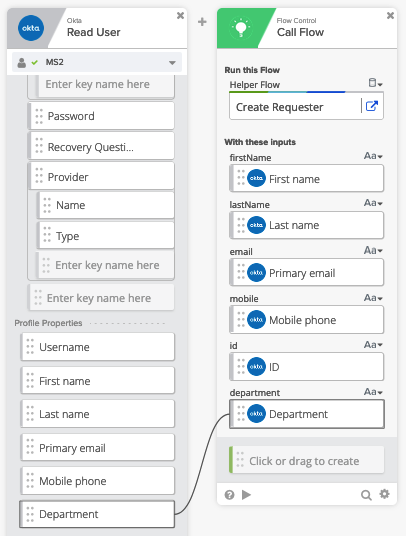 okta
Okta
Read User
MS2
Enter key name here
Password
Recovery Questi...
Provider
Name
Type
Enter key name here
Enter key name here
Profile Properties
Username
First name
Last name
Primary email
Mobile phone
Department
Flow Control
Call Flow
Run this Flow
Helper Flow
Create Requester
With these inputs
firstName Aa
okta First name
lastName Aa
okta Last name
email Aa
okta Primary email
mobile Aa
okta Mobile phone
id Aa
okta ID
department Aa
okta Department
Click or drag to create